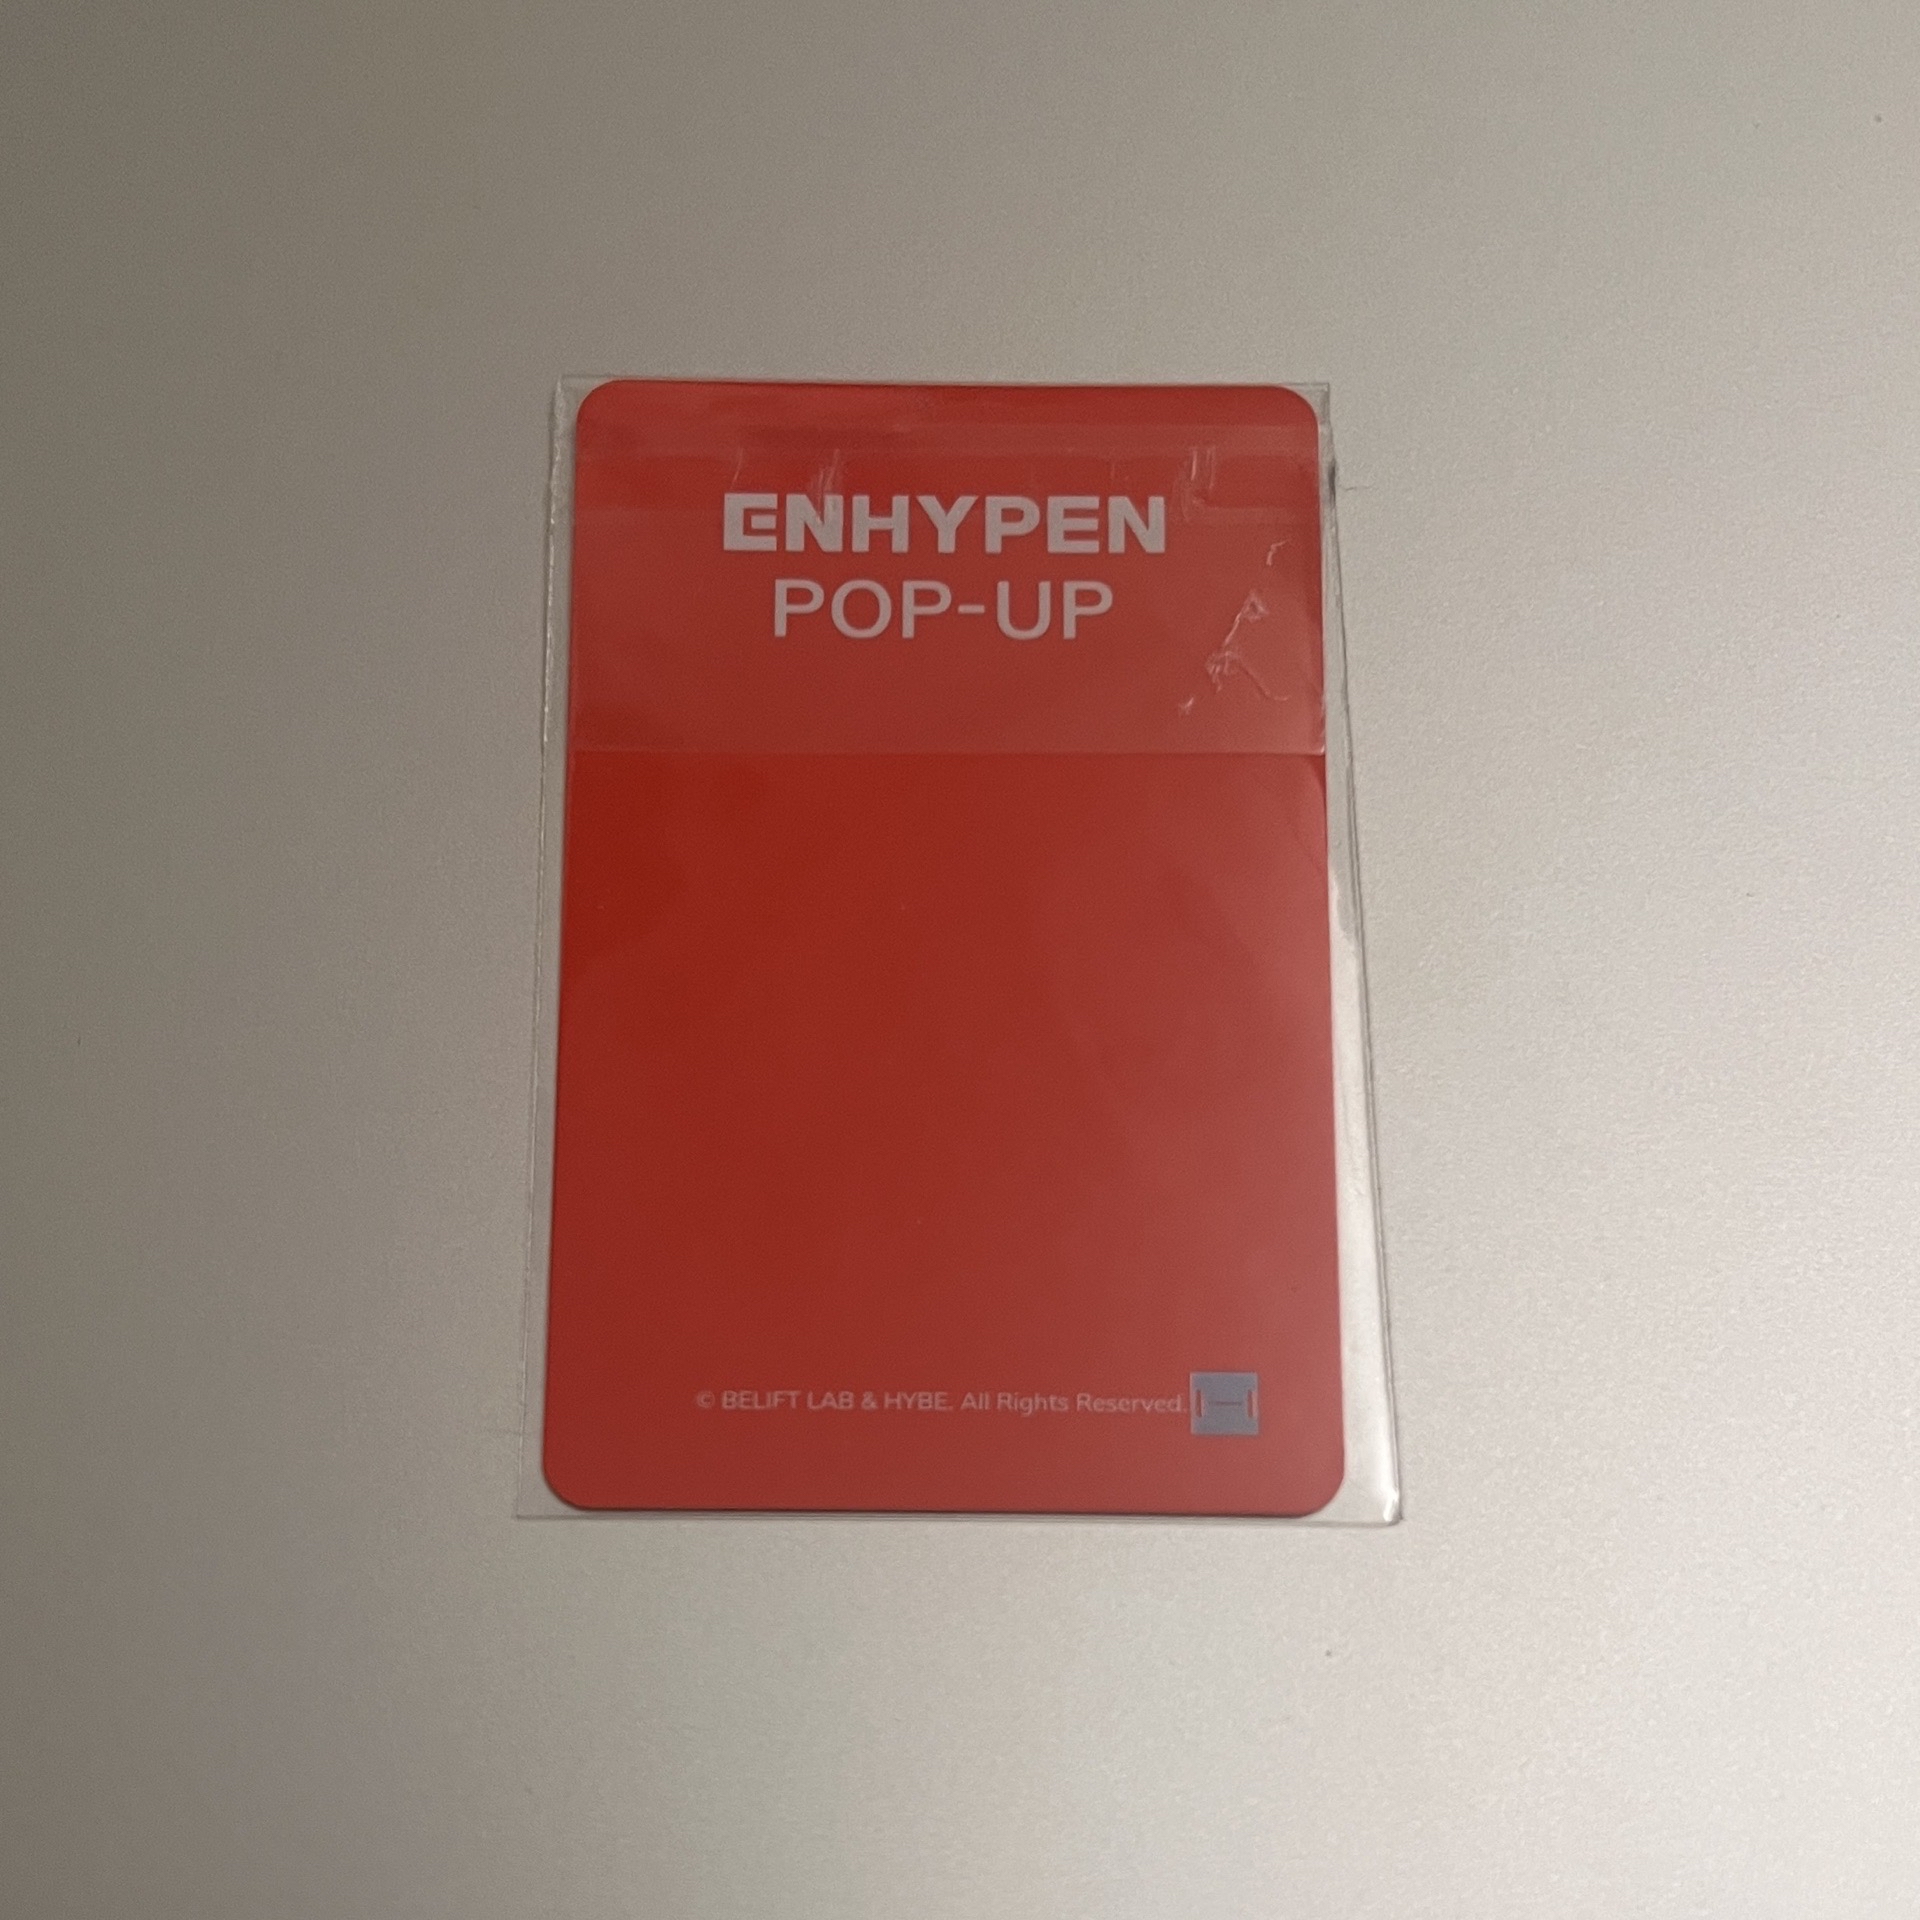 ENHYPEN
POP-UP
© BELIFT LAB & HYBE. All Rights Reserved.